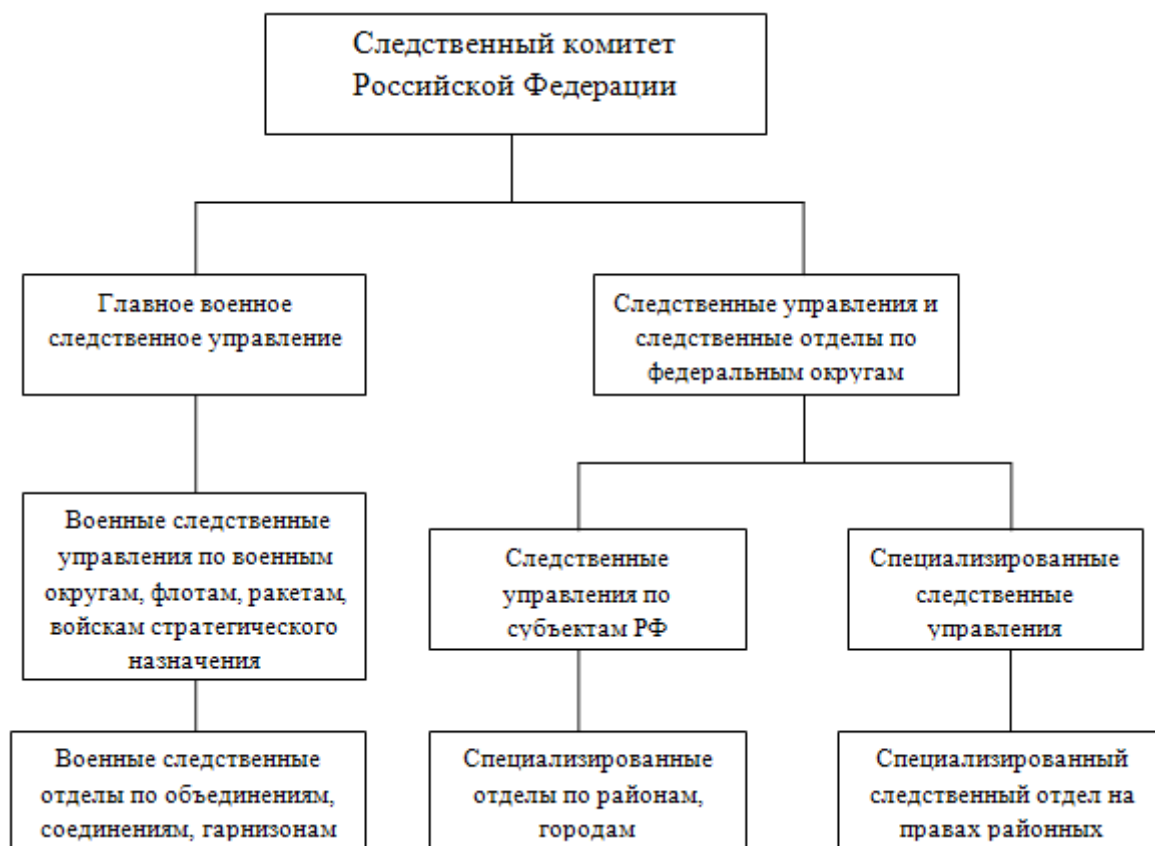 Следственный комитет
Российской Федерации
Главное военное
следственное управление
Следственные управления и
следственные отделы по
федеральным округам
Военные следственные
управления по военным
округам, флотам, ракетам,
войскам стратегического
назначения
Следственные
управления по
субъектам РФ
Специализированные
следственные
управления
Военные следственные
отделы по объединениям,
соединениям, гарнизонам
Специализированные
отделы по районам,
городам
Специализированный
следственный отдел на
правах районных